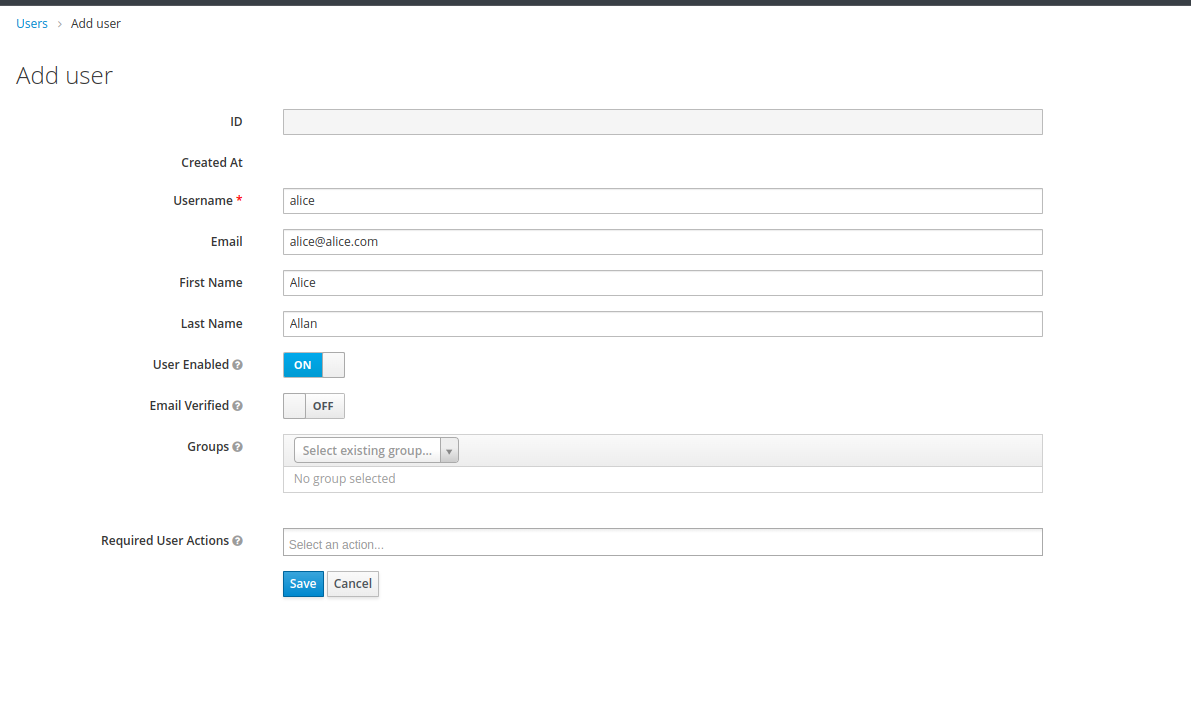 Users › Add user
Add user
ID
Created At
Username * alice
Email alice@alice.com
First Name Alice
Last Name Allan
User Enabled ON
Email Verified OFF
Groups Select existing group...
No group selected
Required User Actions Select an action...
Save Cancel